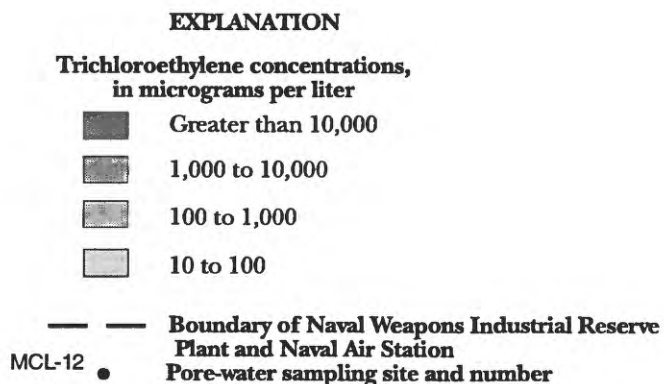 EXPLANATION
Trichloroethylene concentrations,
in micrograms per liter
Greater than 10,000
1,000 to 10,000
100 to 1,000
10 to 100
Boundary of Naval Weapons Industrial Reserve
Plant and Naval Air Station
MCL-12 Pore-water sampling site and number